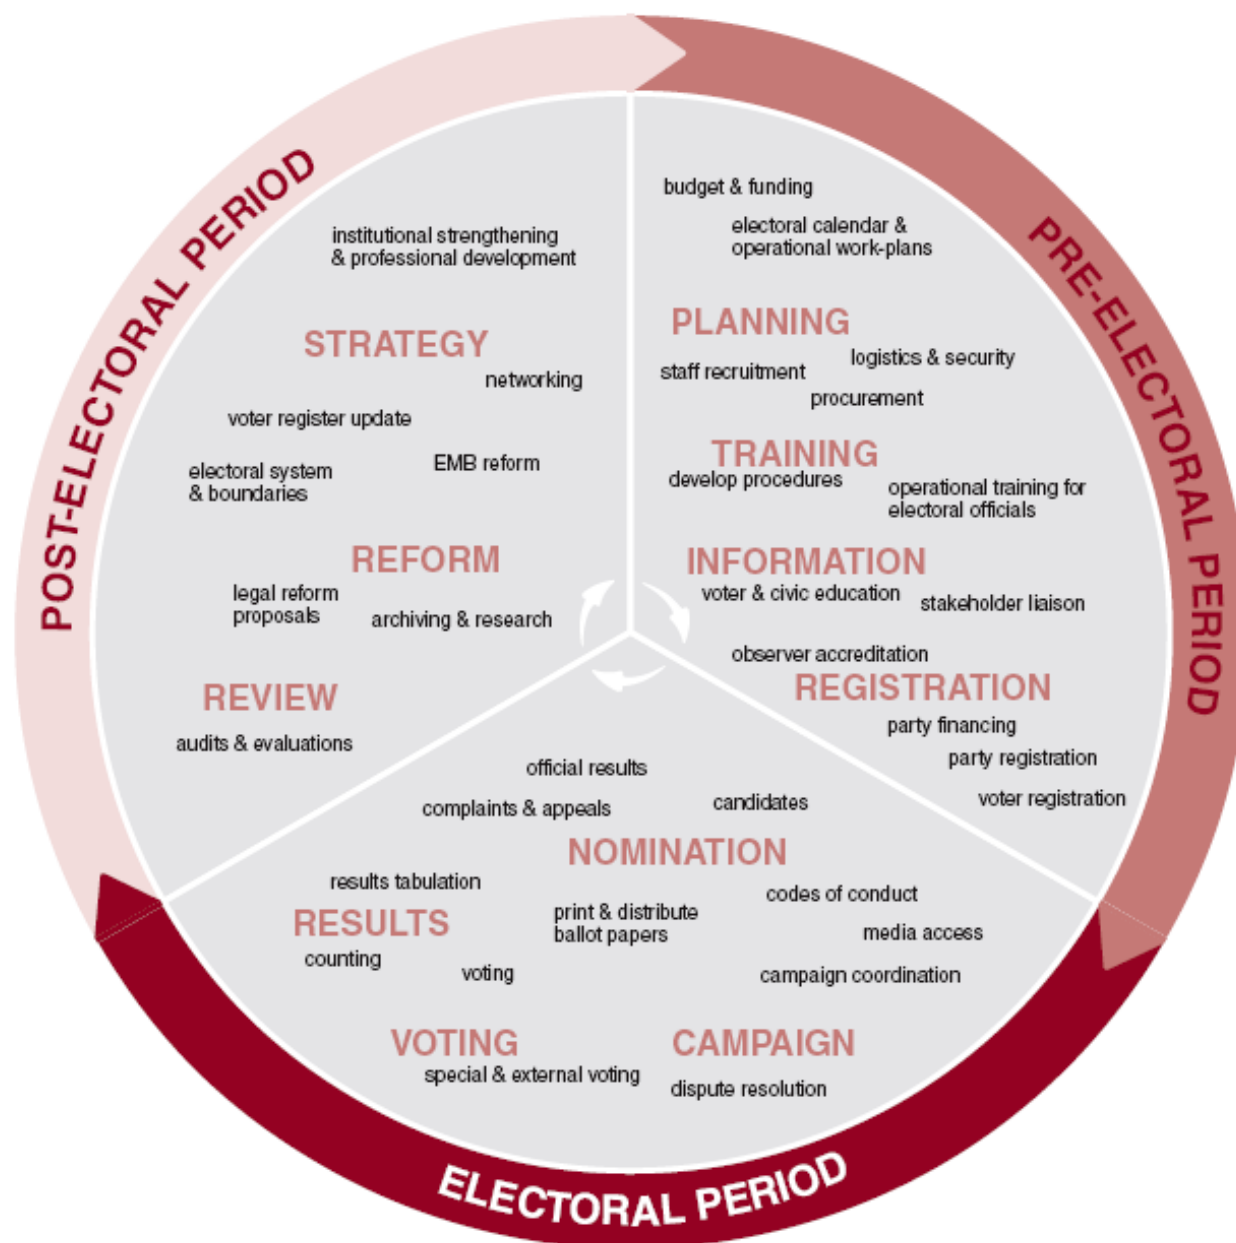 PRE-ELECTORAL PERIOD
budget & funding
electoral calendar &
operational work-plans
PLANNING
logistics & security
staff recruitment
procurement
TRAINING
develop procedures
operational training for
electoral officials
INFORMATION
voter & civic education
stakeholder liaison
observer accreditation
REGISTRATION
party financing
party registration
voter registration
ELECTORAL PERIOD
candidates
NOMINATION
codes of conduct
print & distribute
ballot papers
media access
campaign coordination
CAMPAIGN
dispute resolution
VOTING
special & external voting
voting
official results
complaints & appeals
results tabulation
RESULTS
counting
POST-ELECTORAL PERIOD
institutional strengthening
& professional development
STRATEGY
networking
voter register update
EMB reform
electoral system
& boundaries
REFORM
legal reform
proposals
archiving & research
REVIEW
audits & evaluations